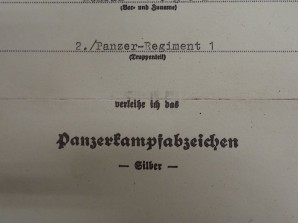 (Vor- und Zuname)
2./Panzer-Regiment 1
(Truppenteil)
verleihe ich das
Panzerkampfabzeichen
— Silber —